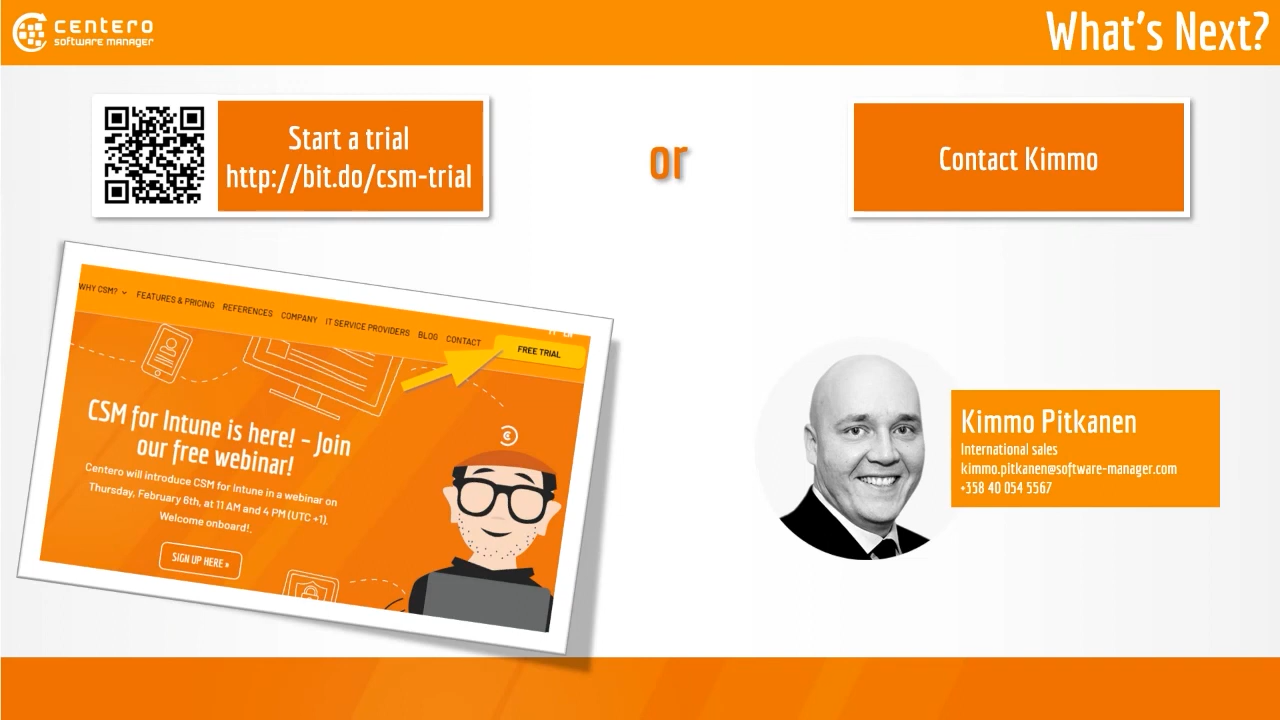 centero
software manager
What's Next?
Start a trial
http://bit.do/csm-trial
or
Contact Kimmo
WHY CSM?
FEATURES & PRICING
REFERENCES
COMPANY
IT SERVICE PROVIDERS
BLOG
CONTACT
FREE TRIAL
CSM for Intune is here! – Join
our free webinar!
Centero will introduce CSM for Intune in a webinar on
Thursday, February 6th, at 11 AM and 4 PM (UTC +1).
Welcome onboard!.
SIGN UP HERE »
Kimmo Pitkanen
International sales
kimmo.pitkanen@software-manager.com
+358 40 054 5567